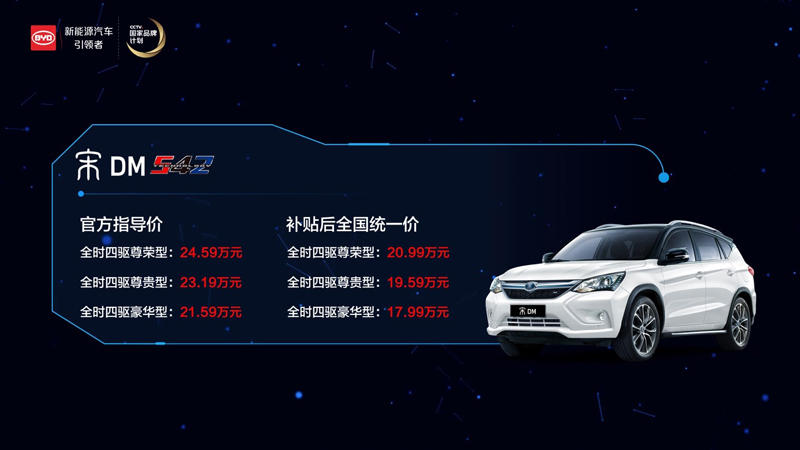 BYD
新能源汽车
引领者
CCTV.
国家品牌
计划
宋 DM 542
官方指导价
全时四驱尊荣型：24.59万元
全时四驱尊贵型：23.19万元
全时四驱豪华型：21.59万元
补贴后全国统一价
全时四驱尊荣型：20.99万元
全时四驱尊贵型：19.59万元
全时四驱豪华型：17.99万元
宋 DM